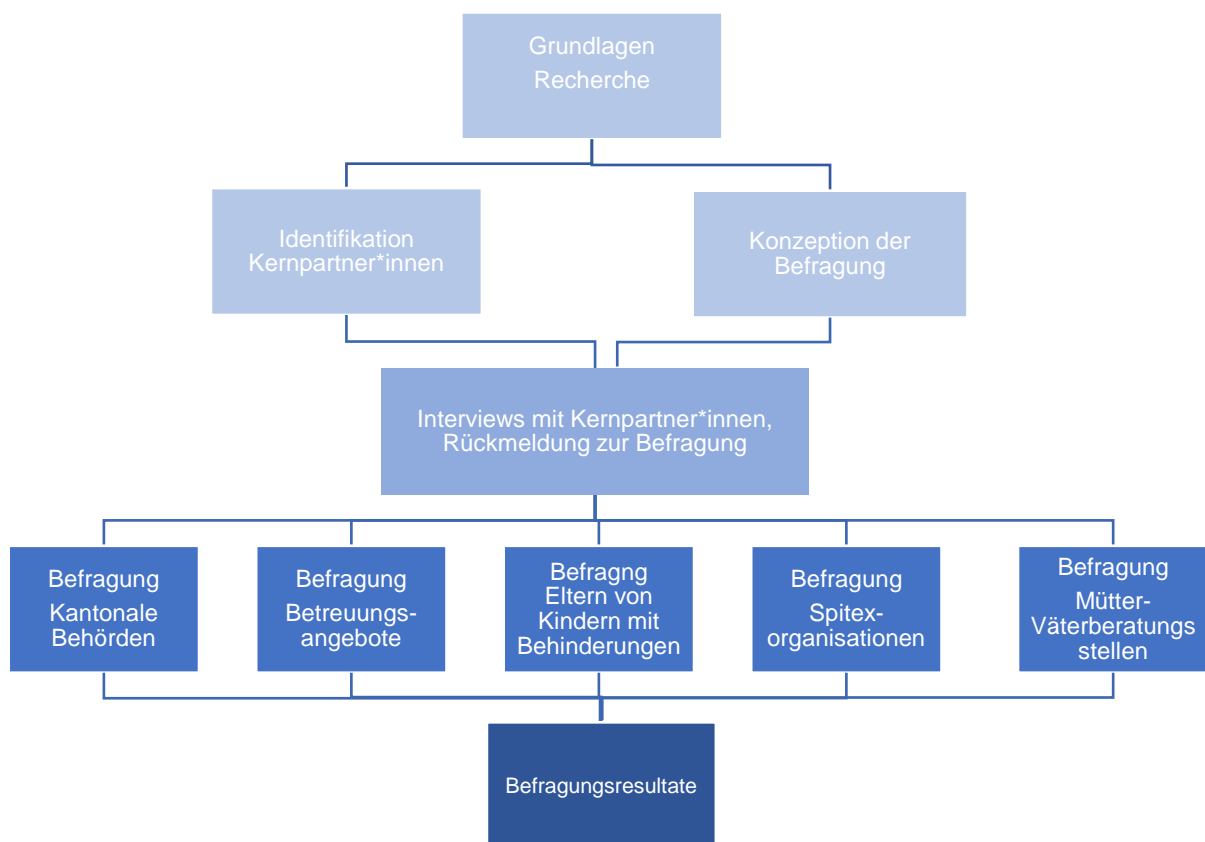 Grundlagen
Recherche
Identifikation
Kernpartner*innen
Konzeption der
Befragung
Interviews mit Kernpartner*innen,
Rückmeldung zur Befragung
Befragung
Kantonale
Behörden
Befragung
Betreuungs-
angebote
Befragng
Eltern von
Kindern mit
Behinderungen
Befragung
Spitex-
organisationen
Befragung
Mütter-
Väterberatungs
stellen
Befragungsresultate